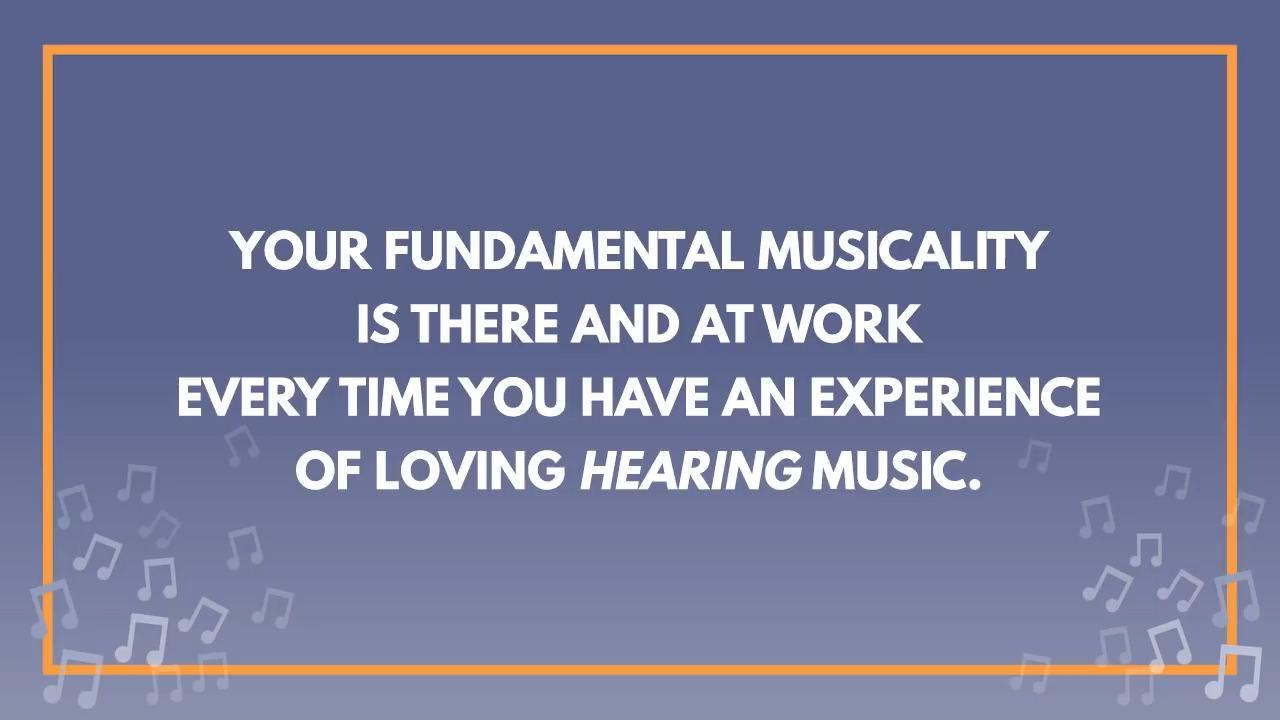 YOUR FUNDAMENTAL MUSICALITY
IS THERE AND AT WORK
EVERY TIME YOU HAVE AN EXPERIENCE
OF LOVING HEARING MUSIC.